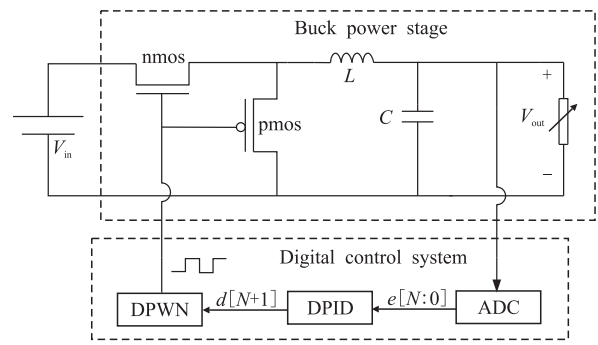 Buck power stage
nmos
L
+
pmos
C
V_out
V_in
−
Digital control system
DPWN
d[N+1]
DPID
e[N:0]
ADC